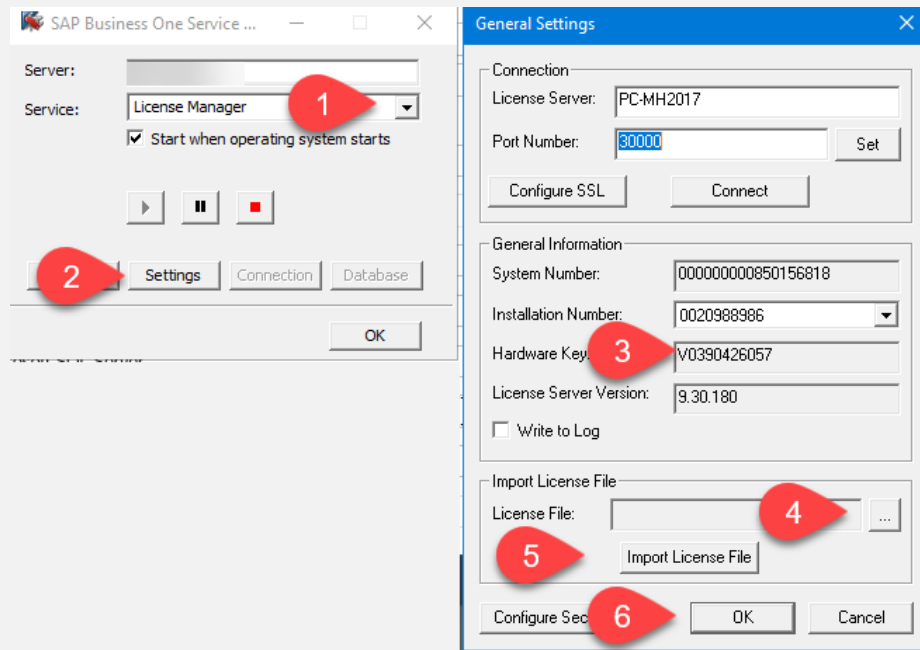 SAP Business One Service ...
Server:
Service:
License Manager
1
Start when operating system starts
2
Settings
Connection
Database
OK
General Settings
Connection
License Server:
PC-MH2017
Port Number:
30000
Set
Configure SSL
Connect
General Information
System Number:
000000000850156818
Installation Number:
0020988986
Hardware Key
3
V0390426057
License Server Version:
9.30.180
Write to Log
Import License File
License File:
4
...
5
Import License File
Configure Sec
6
OK
Cancel